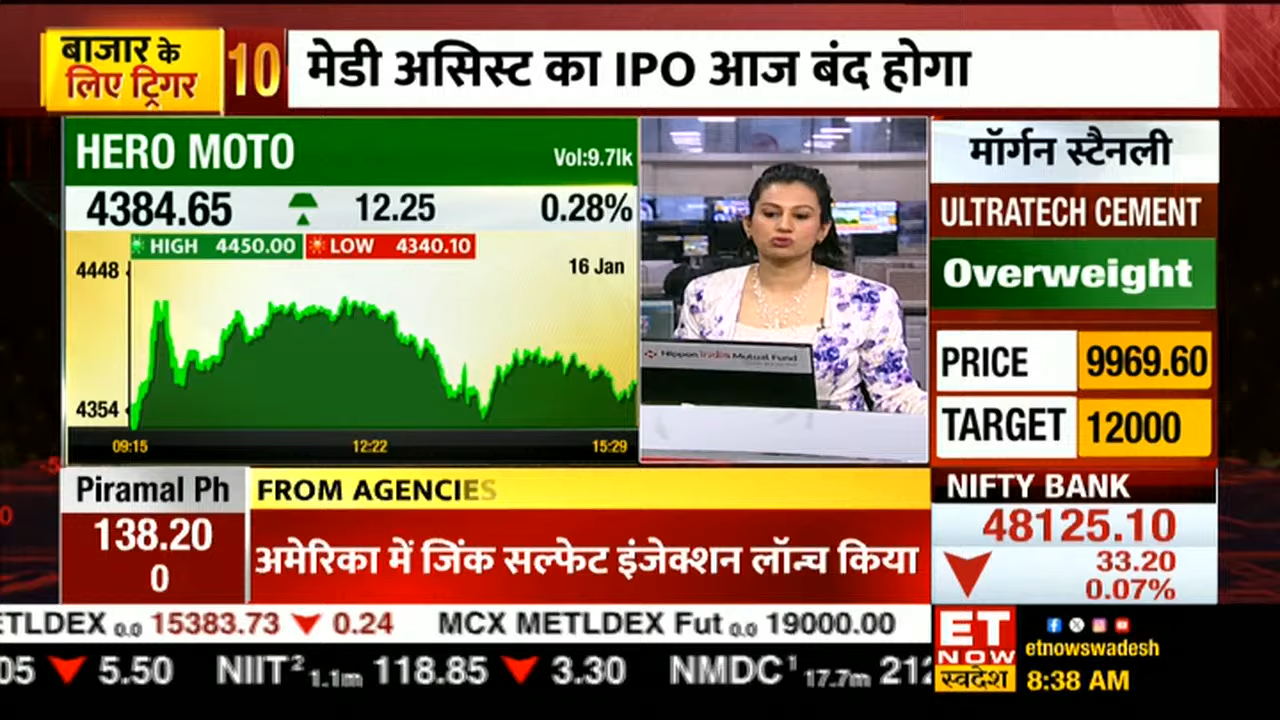 बाजार के
लिए ट्रिगर
10
मेडी असिस्ट का IPO आज बंद होगा
HERO MOTO
Vol:9.7lk
4384.65 12.25 0.28%
HIGH 4450.00 LOW 4340.10
16 Jan
4448
4354
09:15 12:22 15:29
Nippon India Mutual Fund
मॉर्गन स्टैनली
ULTRATECH CEMENT
Overweight
PRICE 9969.60
TARGET 12000
Piramal Ph
138.20
0
FROM AGENCIES
अमेरिका में जिंक सल्फेट इंजेक्शन लॉन्च किया
NIFTY BANK
48125.10
33.20
0.07%
ETLDEX 0.0 15383.73 0.24 MCX METLDEX Fut 0.0 19000.00
05 5.50 NIIT 2 1.1m 118.85 3.30 NMDC 1 17.7m 212
ET
NOW
स्वदेश
etnowswadesh
8:38 AM